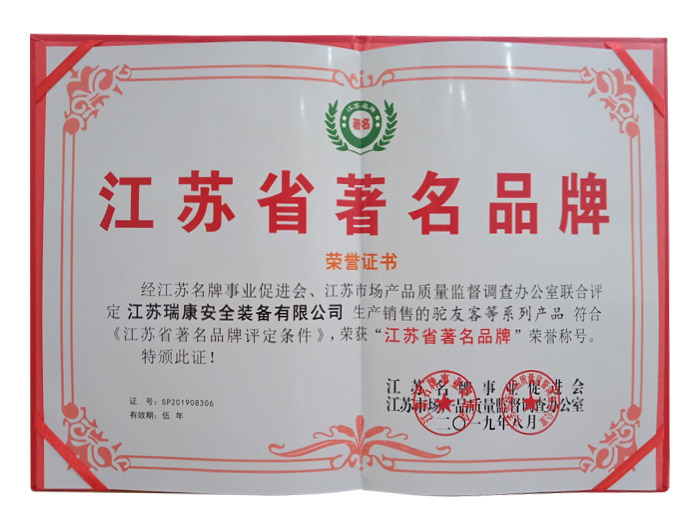 江苏名牌
著名
江苏省著名品牌
荣誉证书
经江苏名牌事业促进会、江苏市场产品质量监督调查办公室联合评
定 江苏瑞康安全装备有限公司 生产销售的驼友客等系列产品 符合
《江苏省著名品牌评定条件》，荣获“江苏省著名品牌”荣誉称号。
特颁此证！
江苏名牌事业促进会
江苏市场产品质量监督调查办公室
二〇一九年八月
证 号：SP201908306
有效期：伍 年